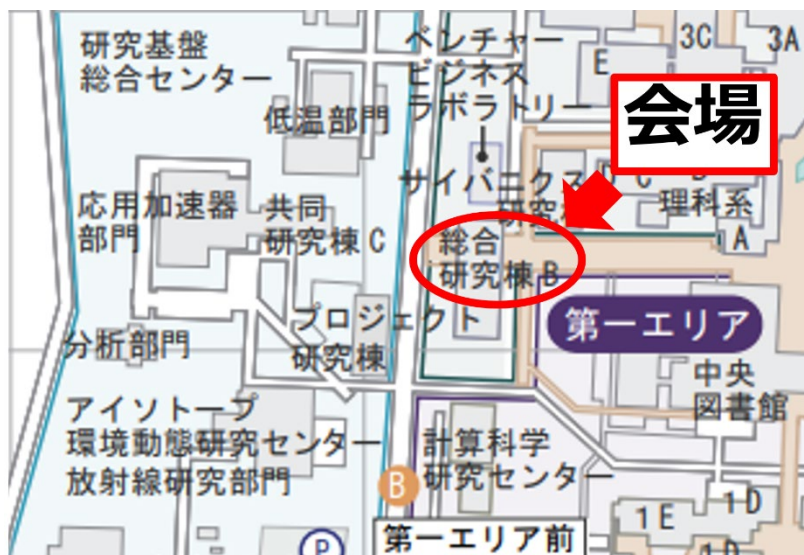 研究基盤
総合センター
低温部門
ベンチャー
ビジネス
ラボラトリー
E
3C
3A
会場
応用加速器
部門
共同
研究棟 C
サイバニクス
研究
C
理科系
A
総合
研究棟 B
プロジェクト
研究棟
第一エリア
分析部門
中央
図書館
アイソトープ
環境動態研究センター
放射線研究部門
計算科学
研究センター
B
第一エリア前
P
1E
1D
1D